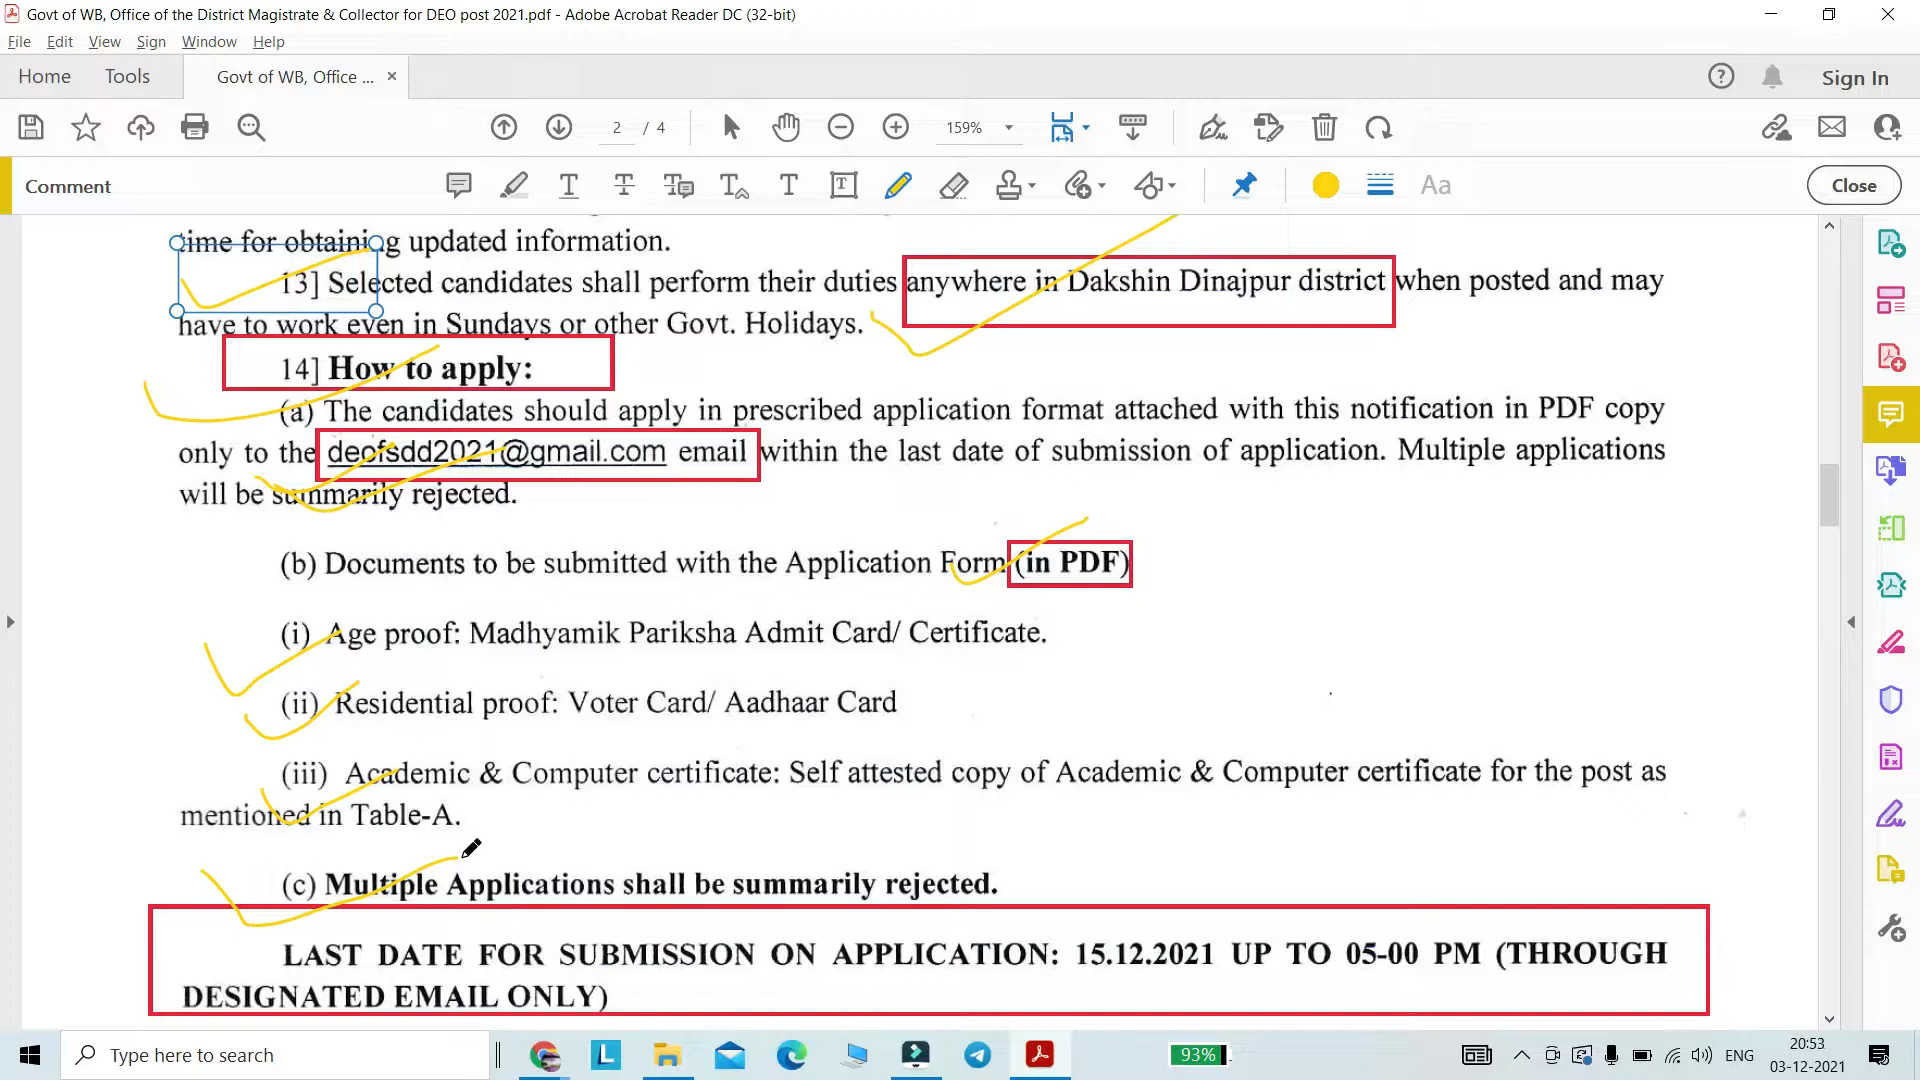 Govt of WB, Office of the District Magistrate & Collector for DEO post 2021.pdf - Adobe Acrobat Reader DC (32-bit)
File Edit View Sign Window Help
Home Tools Govt of WB, Office ... × Sign In
2 / 4 159%
Comment Aa Close
time for obtaining updated information.
13] Selected candidates shall perform their duties anywhere in Dakshin Dinajpur district when posted and may
have to work even in Sundays or other Govt. Holidays.
14] How to apply:
(a) The candidates should apply in prescribed application format attached with this notification in PDF copy
only to the deofsdd2021@gmail.com email within the last date of submission of application. Multiple applications
will be summarily rejected.
(b) Documents to be submitted with the Application Form (in PDF)
(i) Age proof: Madhyamik Pariksha Admit Card/ Certificate.
(ii) Residential proof: Voter Card/ Aadhaar Card
(iii) Academic & Computer certificate: Self attested copy of Academic & Computer certificate for the post as
mentioned in Table-A.
(c) Multiple Applications shall be summarily rejected.
LAST DATE FOR SUBMISSION ON APPLICATION: 15.12.2021 UP TO 05-00 PM (THROUGH
DESIGNATED EMAIL ONLY)
Type here to search 93% ENG 20:53
03-12-2021